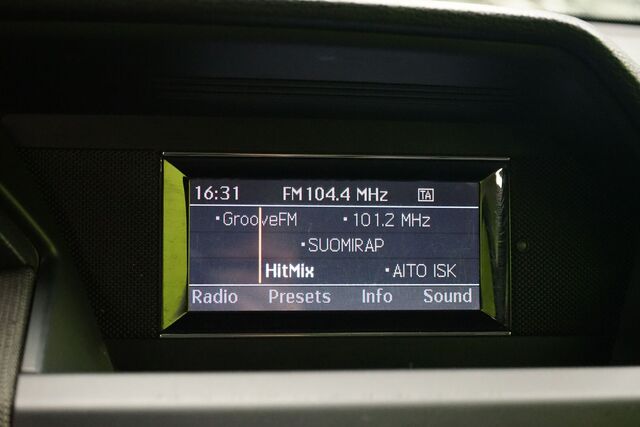 16:31 FM 104.4 MHz TA
•GrooveFM •101.2 MHz
•SUOMIRAP
HitMix •AITO ISK
Radio Presets Info Sound